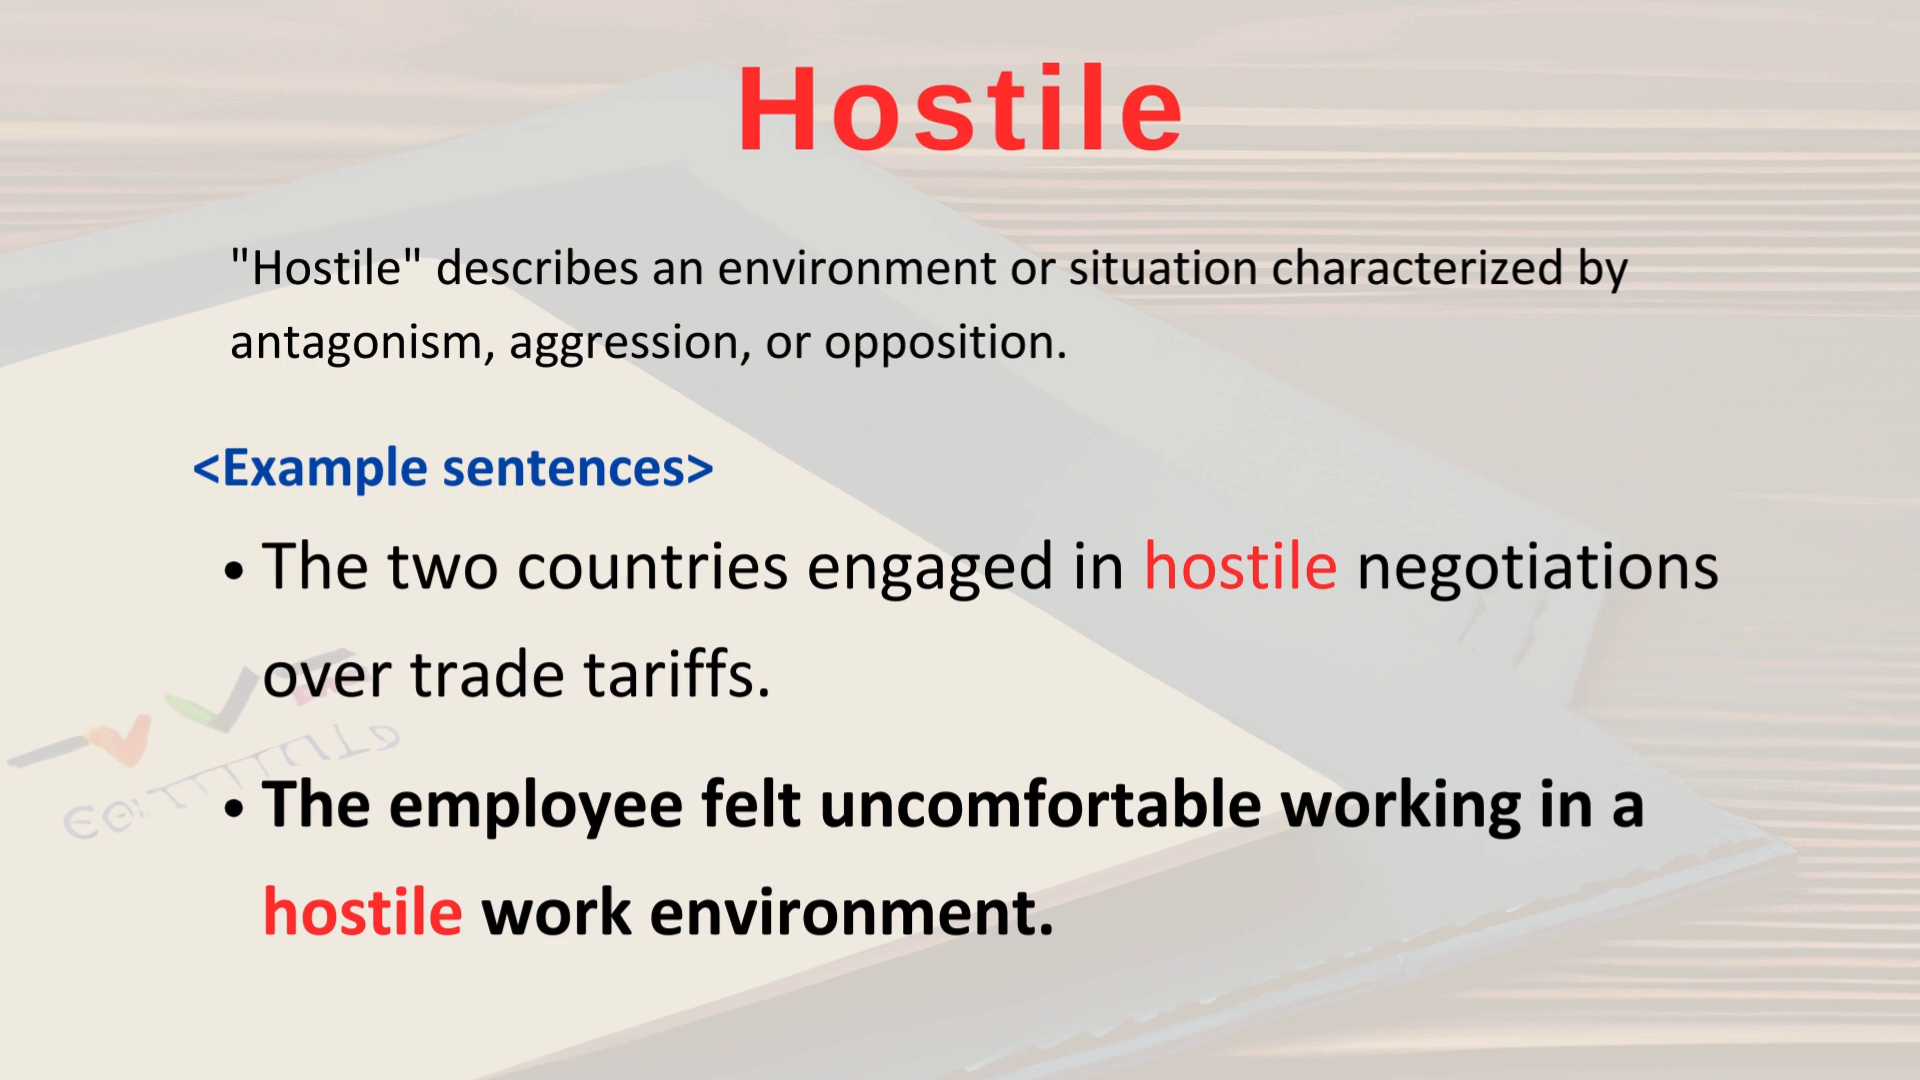 Hostile
"Hostile" describes an environment or situation characterized by
antagonism, aggression, or opposition.
<Example sentences>
• The two countries engaged in hostile negotiations
over trade tariffs.
• The employee felt uncomfortable working in a
hostile work environment.